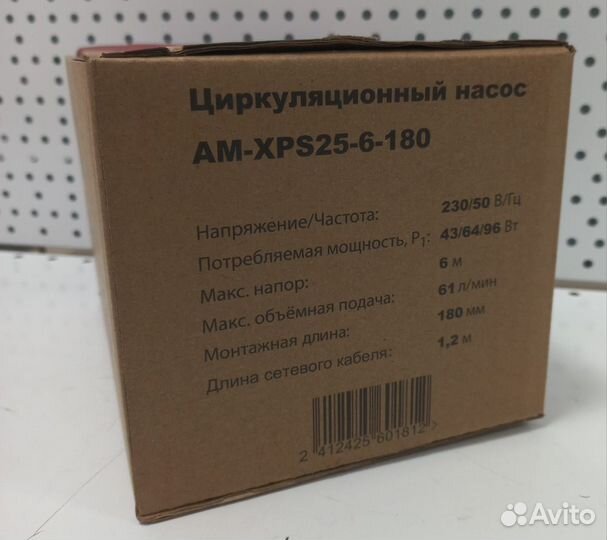 Циркуляционный насос
AM-XPS25-6-180
Напряжение/Частота: 230/50 В/Гц
Потребляемая мощность, P1: 43/64/96 Вт
Макс. напор: 6 м
Макс. объёмная подача: 61 л/мин
Монтажная длина: 180 мм
Длина сетевого кабеля: 1,2 м
2 412425 601812 >
Avito